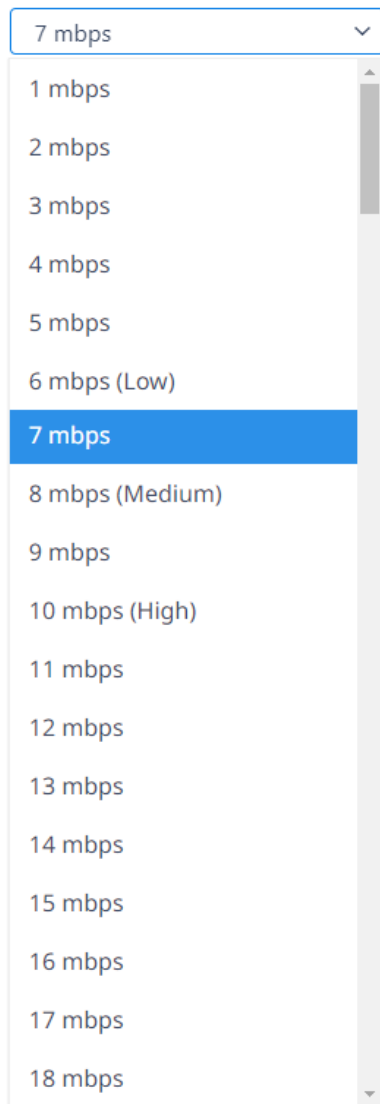 7 mbps
1 mbps
2 mbps
3 mbps
4 mbps
5 mbps
6 mbps (Low)
7 mbps
8 mbps (Medium)
9 mbps
10 mbps (High)
11 mbps
12 mbps
13 mbps
14 mbps
15 mbps
16 mbps
17 mbps
18 mbps